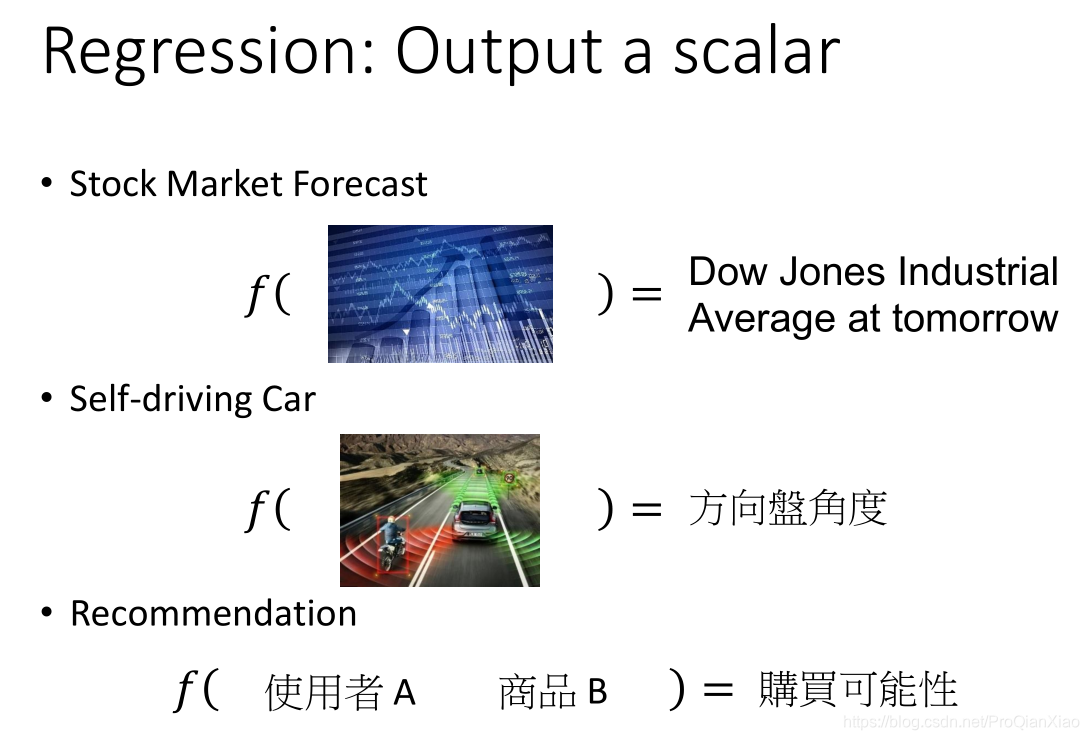 Regression: Output a scalar
• Stock Market Forecast
f( ) = Dow Jones Industrial
Average at tomorrow
• Self-driving Car
f( ) = 方向盤角度
• Recommendation
f( 使用者 A 商品 B ) = 購買可能性
https://blog.csdn.net/ProQianXiao